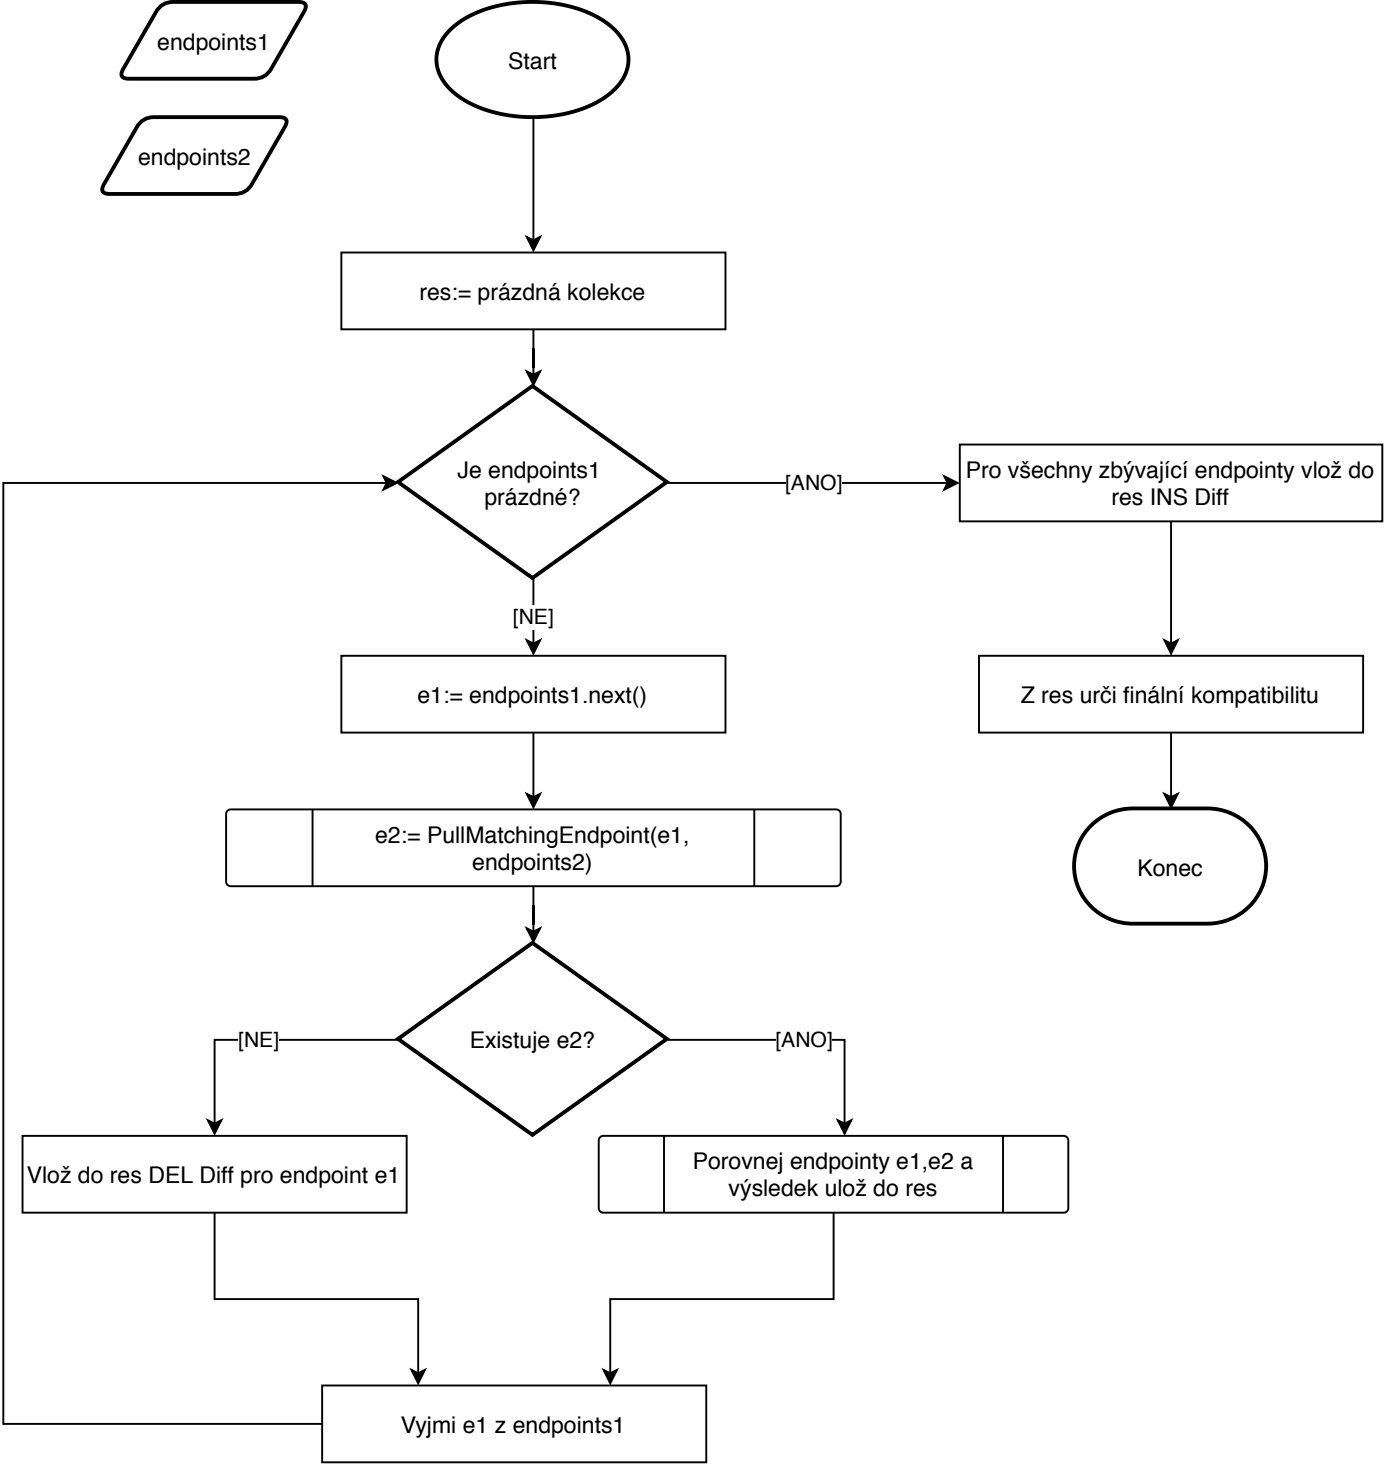 endpoints1
Start
endpoints2
res:= prázdná kolekce
Je endpoints1
prázdné?
[ANO]
Pro všechny zbývající endpointy vlož do
res INS Diff
[NE]
e1:= endpoints1.next()
Z res urči finální kompatibilitu
e2:= PullMatchingEndpoint(e1,
endpoints2)
Konec
Existuje e2?
[NE]
[ANO]
Vlož do res DEL Diff pro endpoint e1
Porovnej endpointy e1,e2 a
výsledek ulož do res
Vyjmi e1 z endpoints1